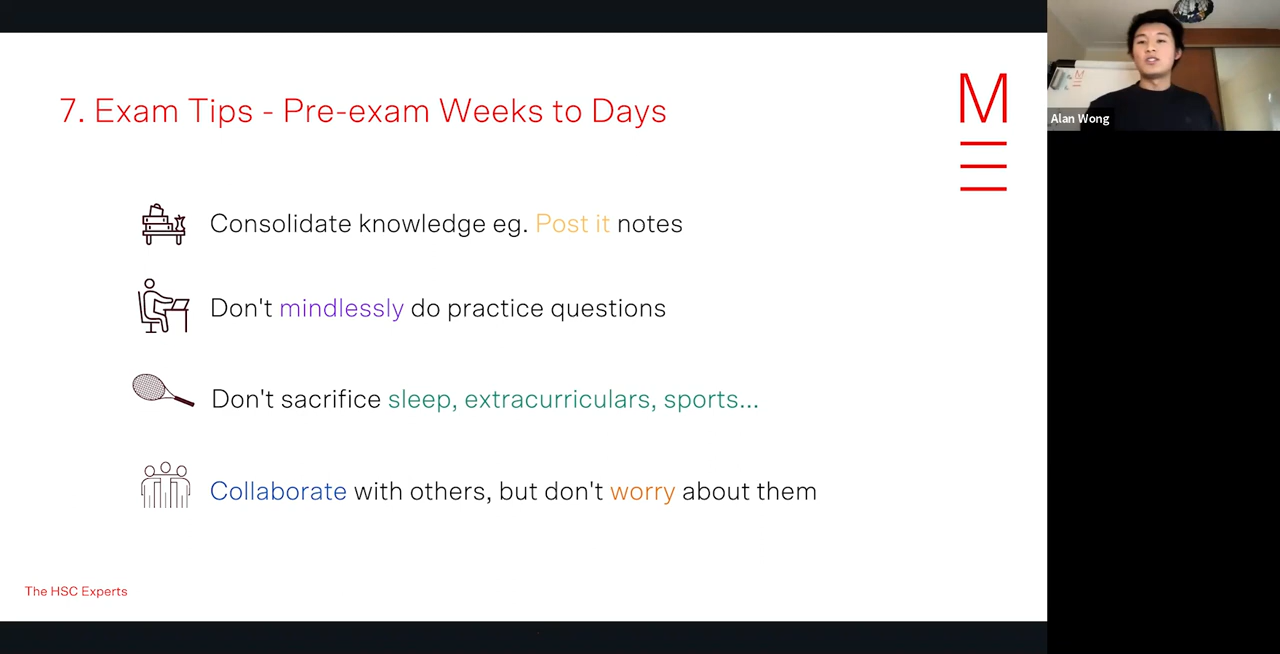 7. Exam Tips - Pre-exam Weeks to Days
M
Consolidate knowledge eg. Post it notes
Don't mindlessly do practice questions
Don't sacrifice sleep, extracurriculars, sports...
Collaborate with others, but don't worry about them
The HSC Experts
Alan Wong